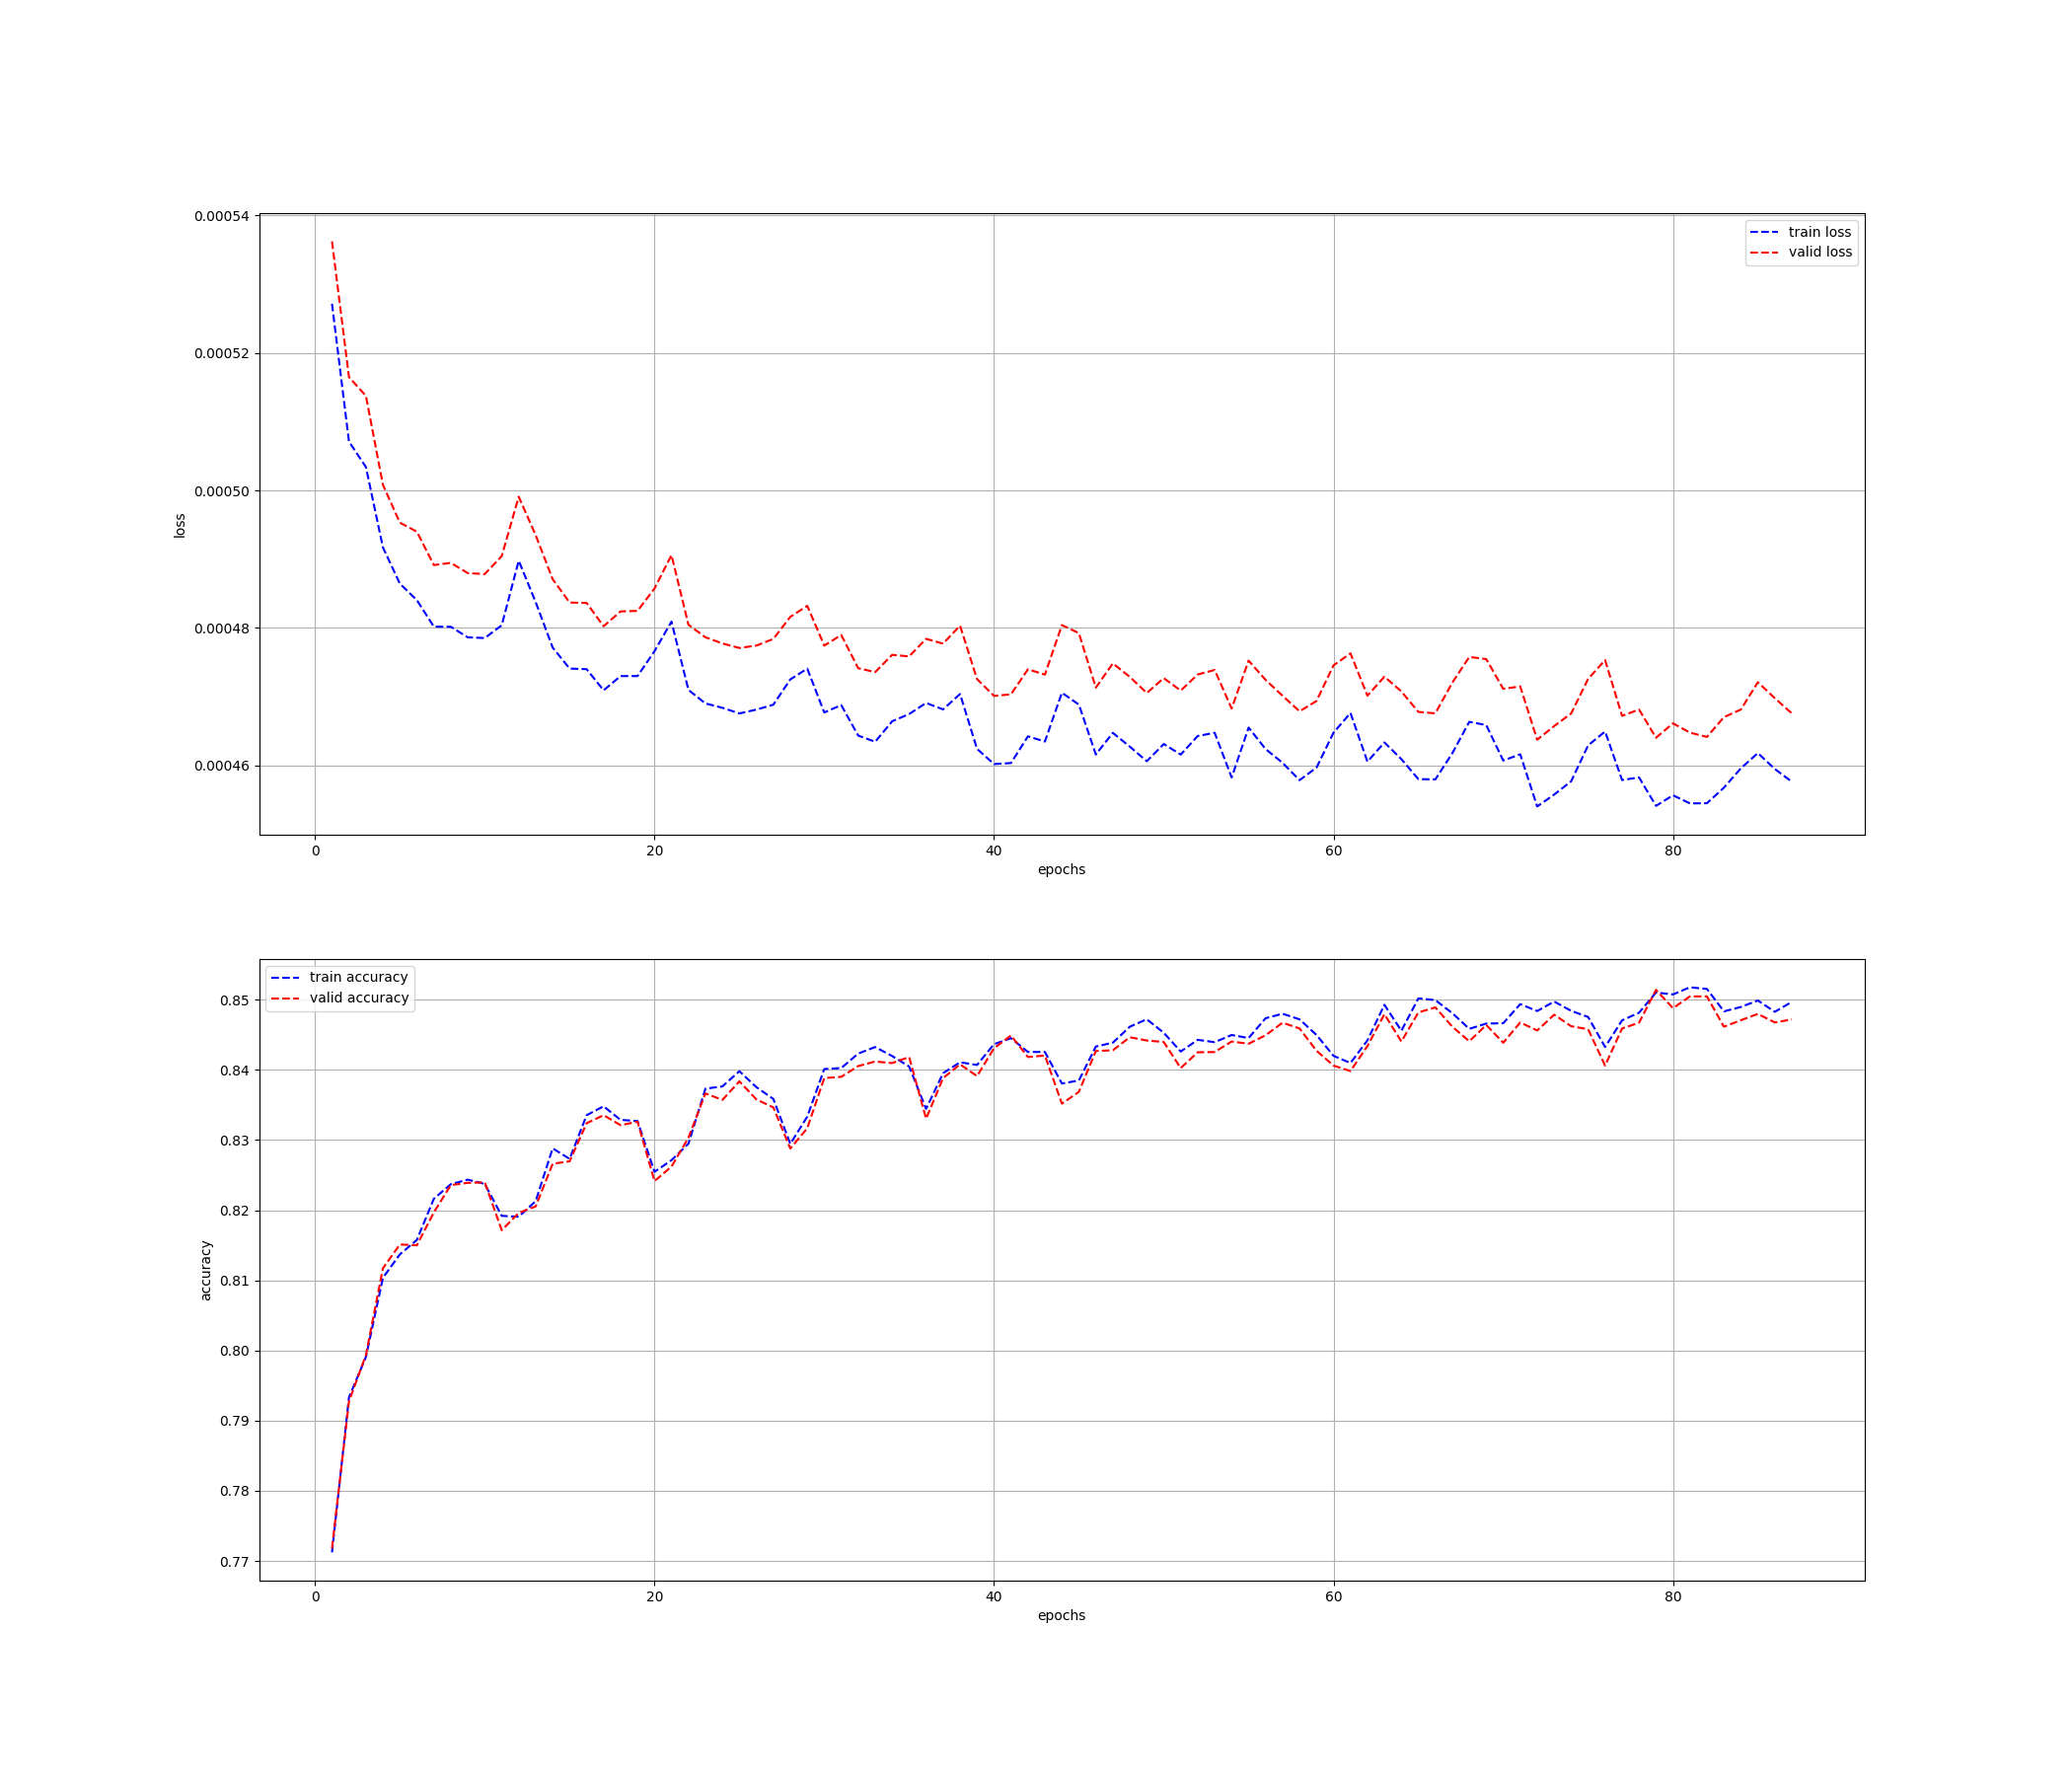 0.00054
0.00052
0.00050
0.00048
0.00046
loss
train loss
valid loss
0 20 40 60 80
epochs
train accuracy
valid accuracy
0.85
0.84
0.83
0.82
0.81
0.80
0.79
0.78
0.77
accuracy
0 20 40 60 80
epochs